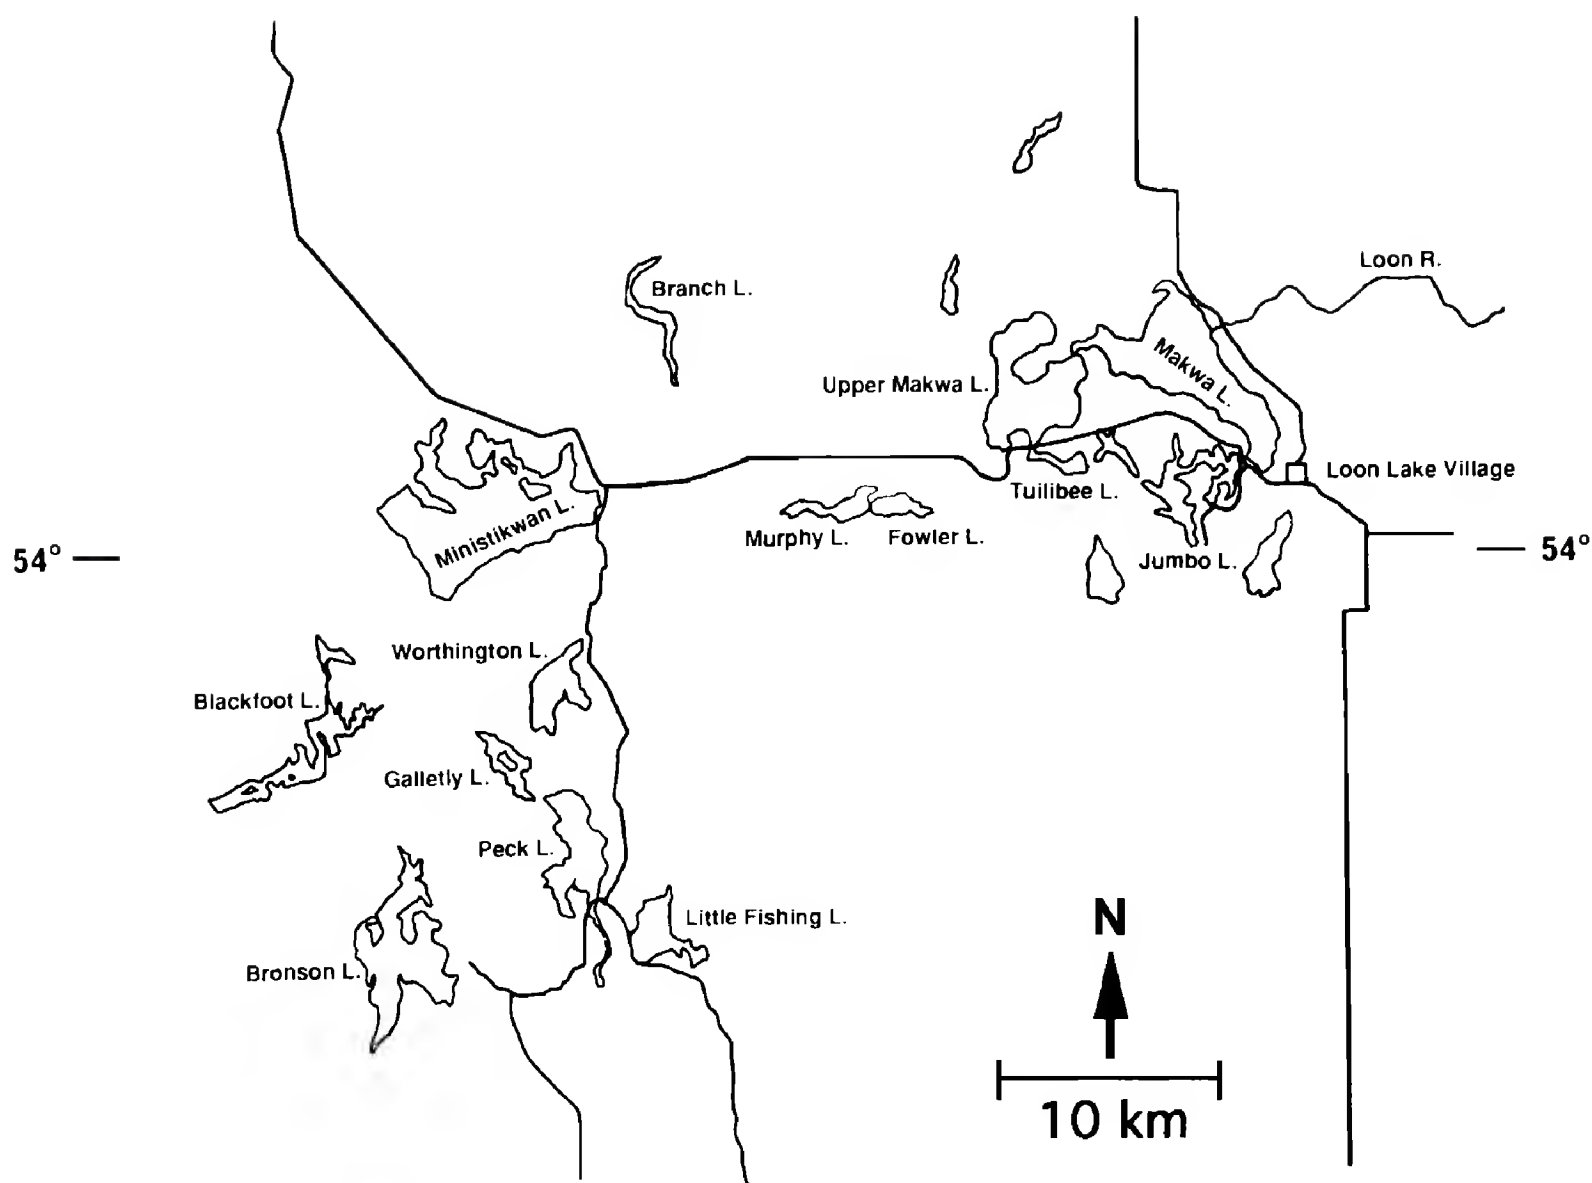 Loon R.
Branch L.
Makwa L.
Upper Makwa L.
Loon Lake Village
Tuilibee L.
Ministikwan L.
Murphy L.
Fowler L.
54°
54°
Jumbo L.
Worthington L.
Blackfoot L.
Galletly L.
Peck L.
Little Fishing L.
N
Bronson L.
10 km